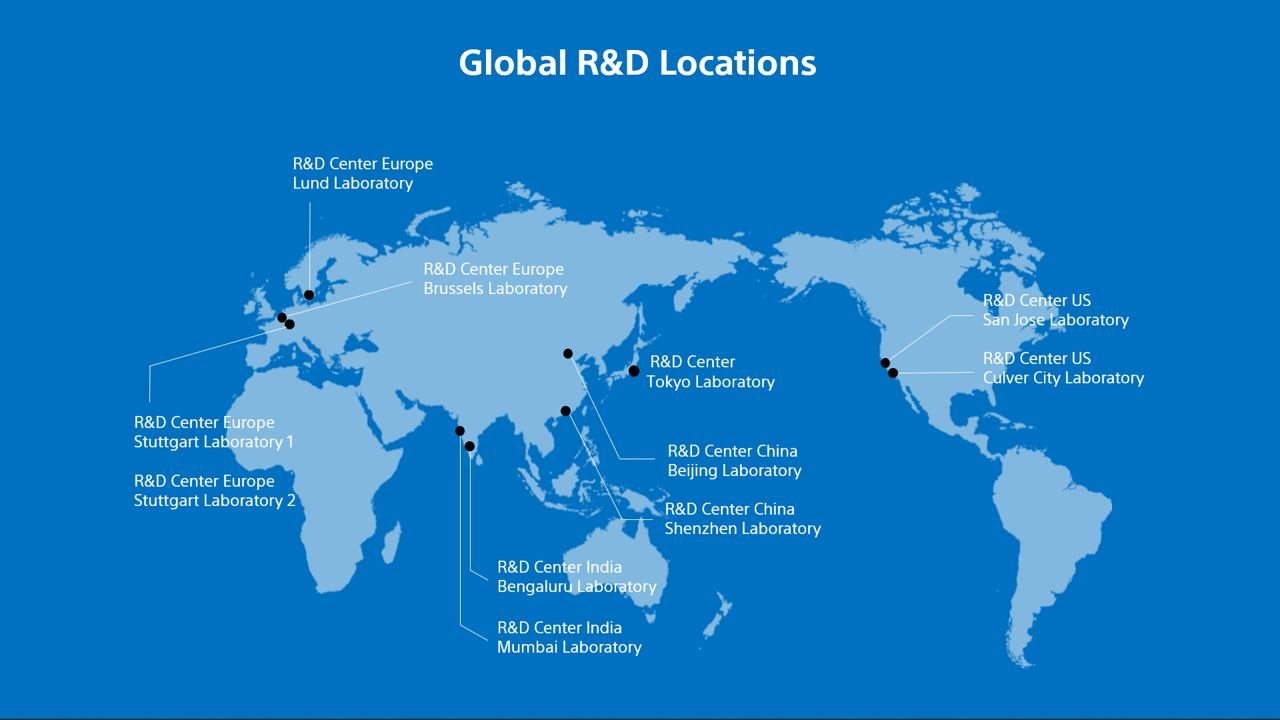 Global R&D Locations
R&D Center Europe
Lund Laboratory
R&D Center Europe
Brussels Laboratory
R&D Center US
San Jose Laboratory
R&D Center US
Culver City Laboratory
R&D Center
Tokyo Laboratory
R&D Center Europe
Stuttgart Laboratory 1
R&D Center Europe
Stuttgart Laboratory 2
R&D Center China
Beijing Laboratory
R&D Center China
Shenzhen Laboratory
R&D Center India
Bengaluru Laboratory
R&D Center India
Mumbai Laboratory